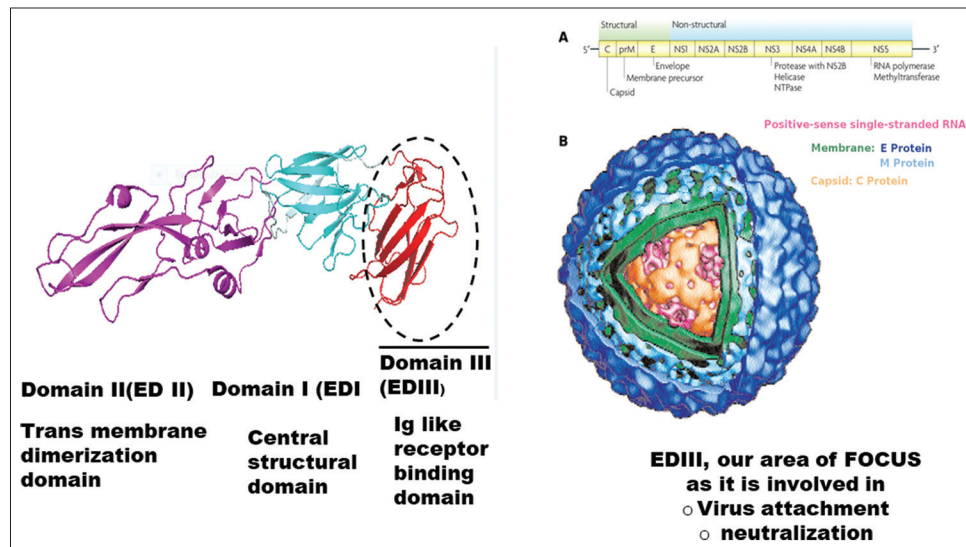 Domain II(ED II)
Trans membrane
dimerization
domain
Domain I (EDI
Central
structural
domain
Domain III
(EDIII)
Ig like
receptor
binding
domain
A
Structural
Non-structural
5'
C
prM
E
NS1
NS2A
NS2B
NS3
NS4A
NS4B
NS5
3'
Envelope
Membrane precursor
Capsid
Protease with NS2B
Helicase
NTPase
RNA polymerase
Methyltransferase
Positive-sense single-stranded RNA
B
Membrane: E Protein
M Protein
Capsid: C Protein
EDIII, our area of FOCUS
as it is involved in
○ Virus attachment
○ neutralization